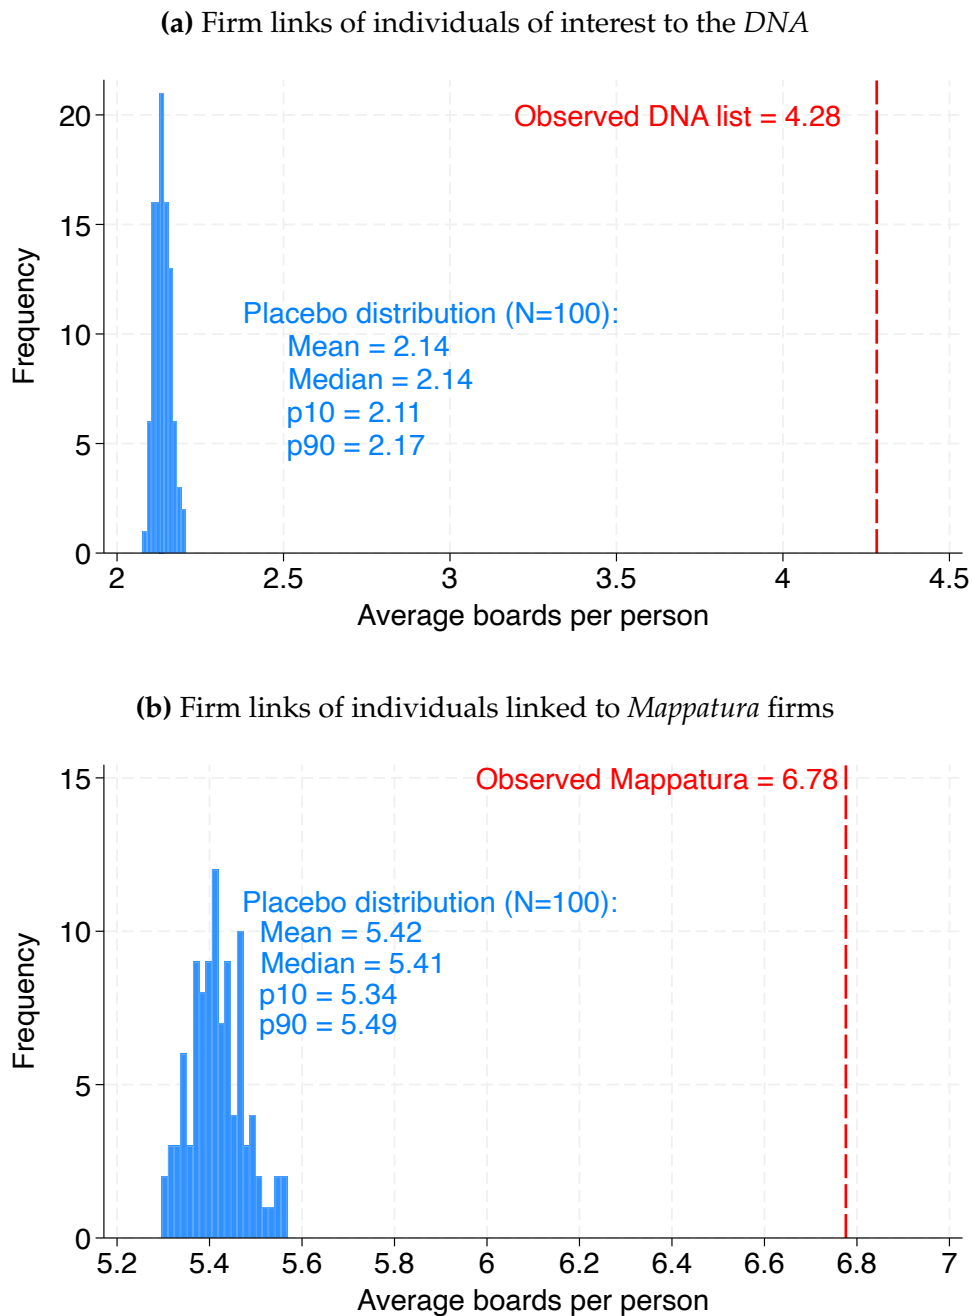 (a) Firm links of individuals of interest to the DNA
20
Observed DNA list = 4.28
15
Frequency
Placebo distribution (N=100):
10
Mean = 2.14
Median = 2.14
p10 = 2.11
5
p90 = 2.17
0
2 2.5 3 3.5 4 4.5
Average boards per person
(b) Firm links of individuals linked to Mappatura firms
15
Observed Mappatura = 6.78
Placebo distribution (N=100):
10
Mean = 5.42
Median = 5.41
Frequency
p10 = 5.34
p90 = 5.49
5
0
5.2 5.4 5.6 5.8 6 6.2 6.4 6.6 6.8 7
Average boards per person